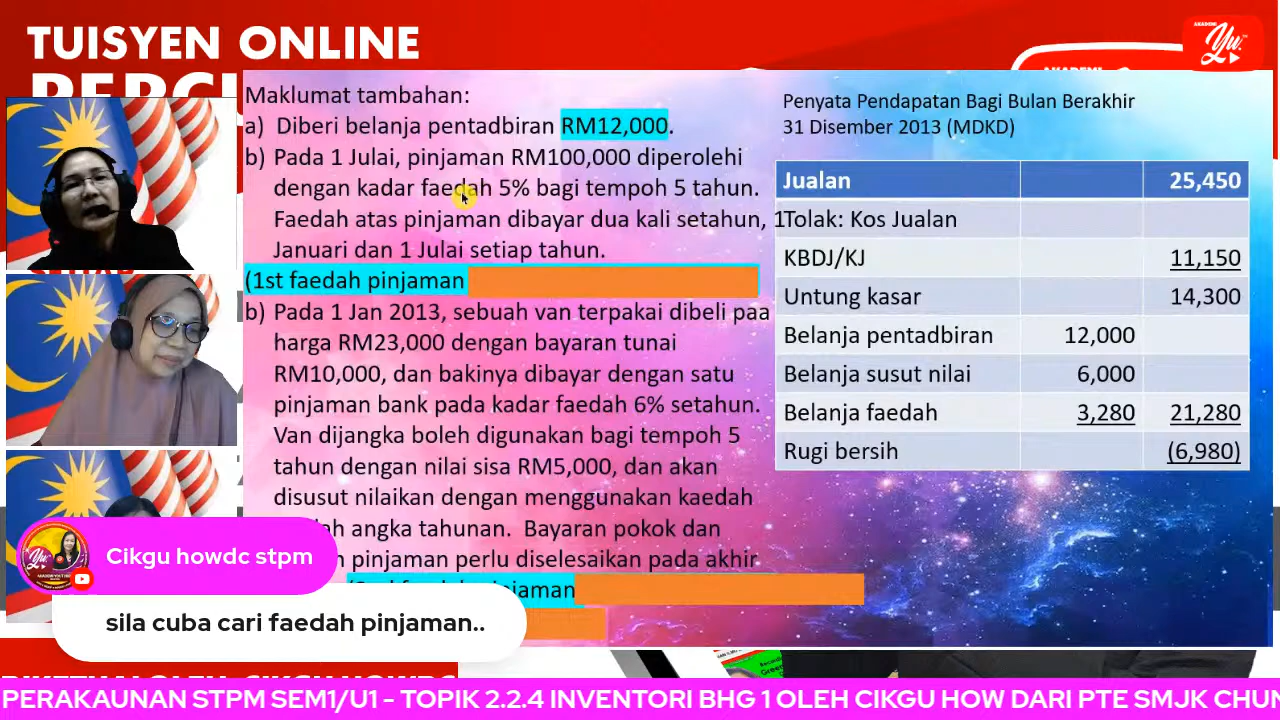 TUISYEN ONLINE
AKADEMI
Yu.
Maklumat tambahan:
a) Diberi belanja pentadbiran RM12,000.
b) Pada 1 Julai, pinjaman RM100,000 diperolehi
dengan kadar faedah 5% bagi tempoh 5 tahun.
Faedah atas pinjaman dibayar dua kali setahun, 1
Januari dan 1 Julai setiap tahun.
(1st faedah pinjaman
b) Pada 1 Jan 2013, sebuah van terpakai dibeli paa
harga RM23,000 dengan bayaran tunai
RM10,000, dan bakinya dibayar dengan satu
pinjaman bank pada kadar faedah 6% setahun.
Van dijangka boleh digunakan bagi tempoh 5
tahun dengan nilai sisa RM5,000, dan akan
disusut nilaikan dengan menggunakan kaedah
angka tahunan. Bayaran pokok dan
pinjaman perlu diselesaikan pada akhir
Penyata Pendapatan Bagi Bulan Berakhir
31 Disember 2013 (MDKD)
Jualan 25,450
Tolak: Kos Jualan
KBDJ/KJ 11,150
Untung kasar 14,300
Belanja pentadbiran 12,000
Belanja susut nilai 6,000
Belanja faedah 3,280 21,280
Rugi bersih (6,980)
Cikgu howdc stpm
sila cuba cari faedah pinjaman..
PERAKAUNAN STPM SEM1/U1 - TOPIK 2.2.4 INVENTORI BHG 1 OLEH CIKGU HOW DARI PTE SMJK CHUN